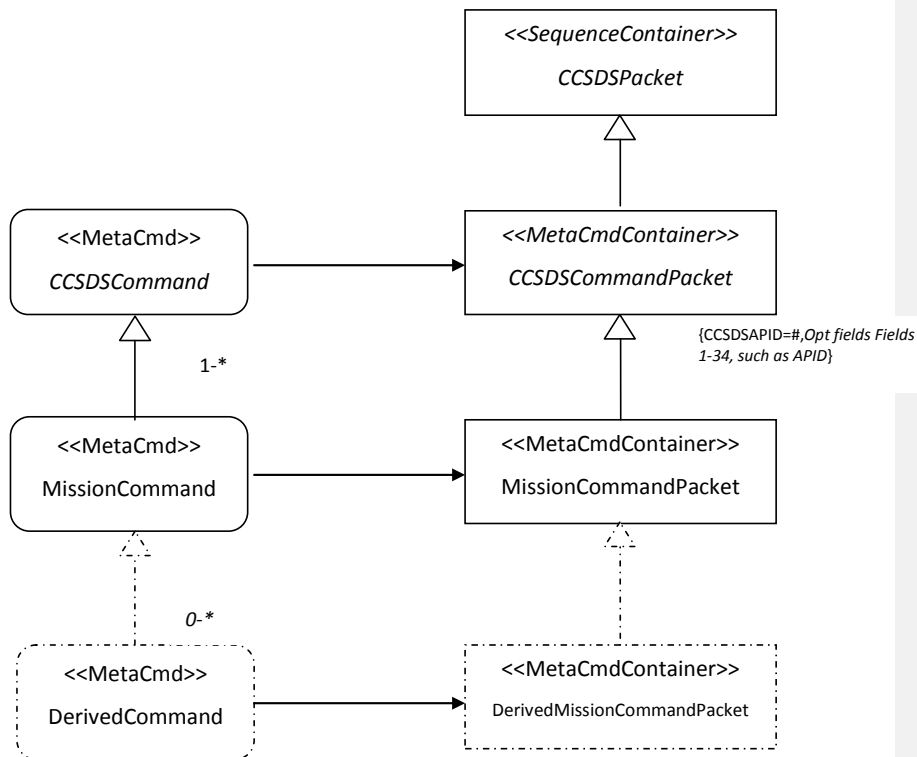 <<SequenceContainer>>
CCSDSPacket
<<MetaCmd>>
CCSDSCommand
<<MetaCmdContainer>>
CCSDSCommandPacket
{CCSDSAPID=#,Opt fields Fields
1-34, such as APID}
1-*
<<MetaCmd>>
MissionCommand
<<MetaCmdContainer>>
MissionCommandPacket
0-*
<<MetaCmd>>
DerivedCommand
<<MetaCmdContainer>>
DerivedMissionCommandPacket